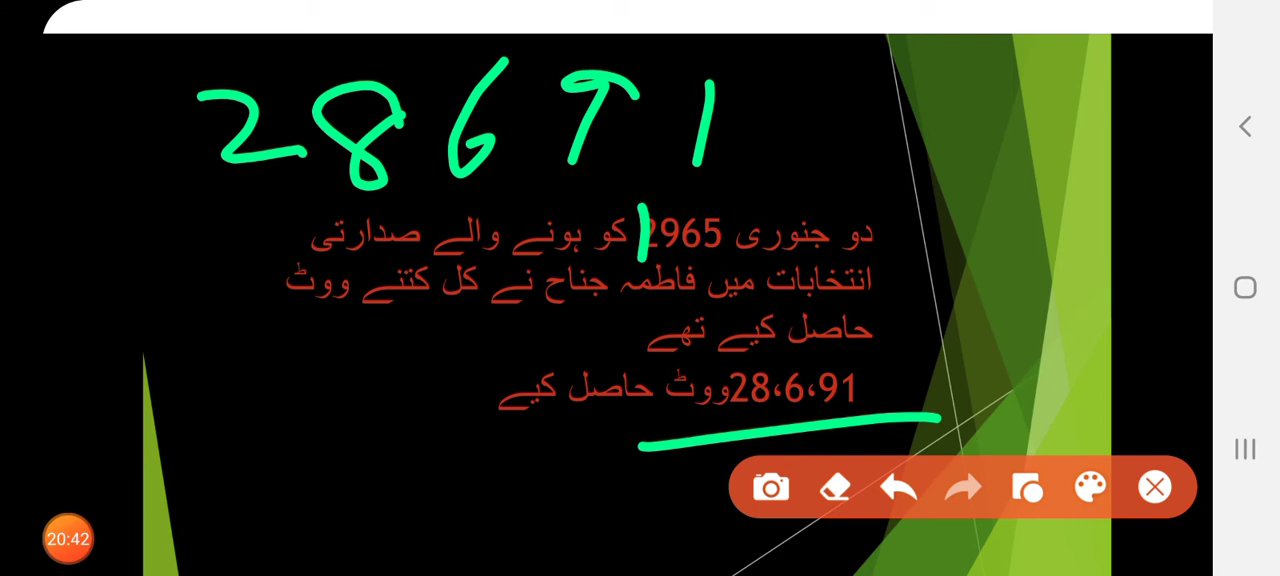 28691
دو جنوری 2965 کو ہونے والے صدارتی
انتخابات میں فاطمہ جناح نے کل کتنے ووٹ
حاصل کیے تھے
28،6،91ووٹ حاصل کیے
20:42